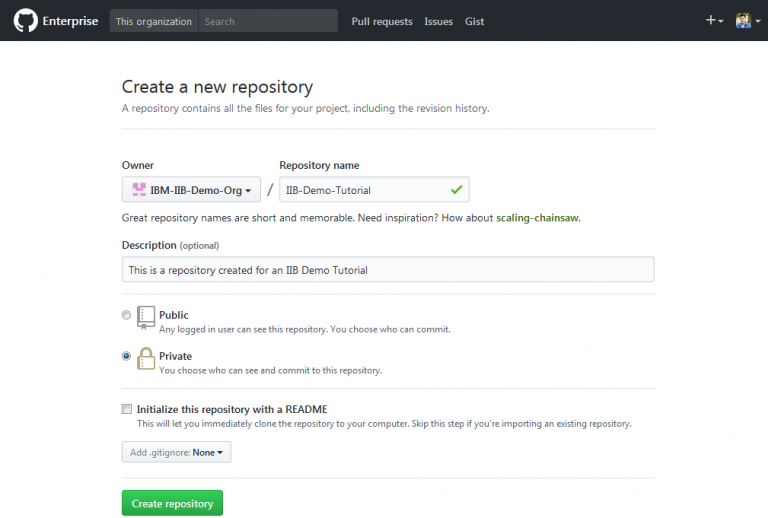 Enterprise This organization Search Pull requests Issues Gist
Create a new repository
A repository contains all the files for your project, including the revision history.
Owner Repository name
IBM-IIB-Demo-Org / IIB-Demo-Tutorial
Great repository names are short and memorable. Need inspiration? How about scaling-chainsaw.
Description (optional)
This is a repository created for an IIB Demo Tutorial
Public
Any logged in user can see this repository. You choose who can commit.
Private
You choose who can see and commit to this repository.
Initialize this repository with a README
This will let you immediately clone the repository to your computer. Skip this step if you're importing an existing repository.
Add .gitignore: None
Create repository